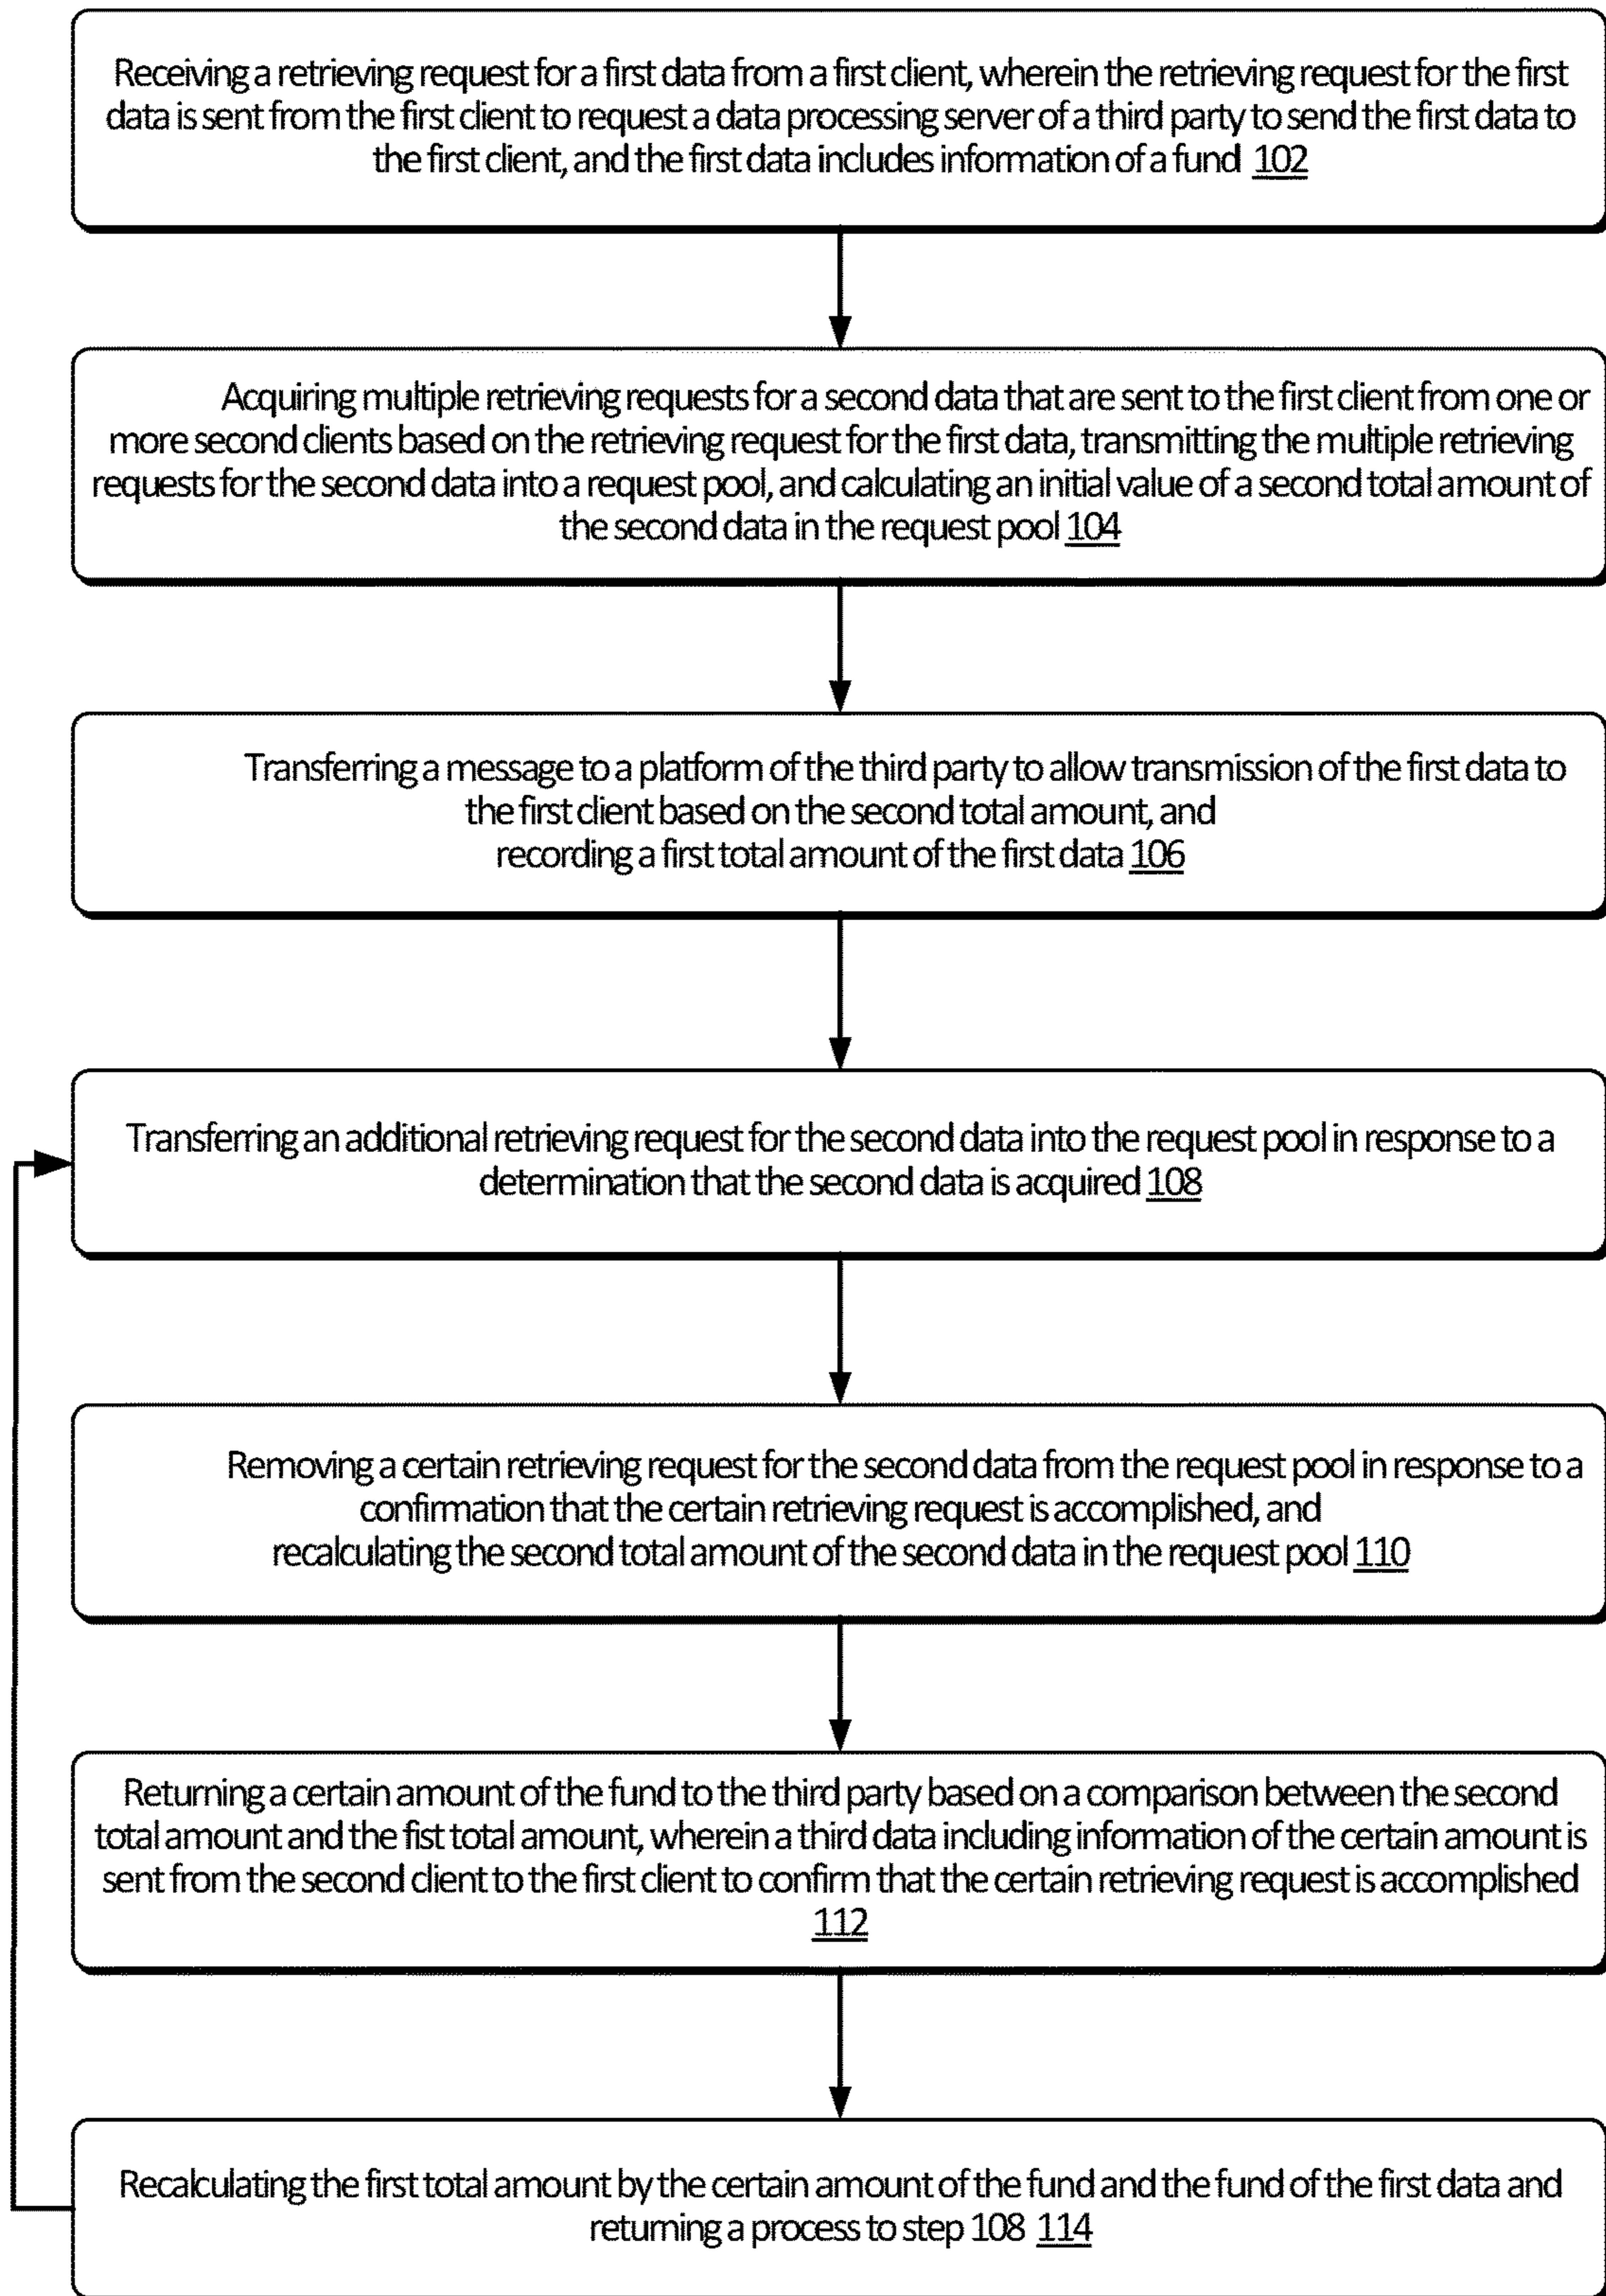 Receiving a retrieving request for a first data from a first client, wherein the retrieving request for the first
data is sent from the first client to request a data processing server of a third party to send the first data to
the first client, and the first data includes information of a fund 102
Acquiring multiple retrieving requests for a second data that are sent to the first client from one or
more second clients based on the retrieving request for the first data, transmitting the multiple retrieving
requests for the second data into a request pool, and calculating an initial value of a second total amount of
the second data in the request pool 104
Transferring a message to a platform of the third party to allow transmission of the first data to
the first client based on the second total amount, and
recording a first total amount of the first data 106
Transferring an additional retrieving request for the second data into the request pool in response to a
determination that the second data is acquired 108
Removing a certain retrieving request for the second data from the request pool in response to a
confirmation that the certain retrieving request is accomplished, and
recalculating the second total amount of the second data in the request pool 110
Returning a certain amount of the fund to the third party based on a comparison between the second
total amount and the fist total amount, wherein a third data including information of the certain amount is
sent from the second client to the first client to confirm that the certain retrieving request is accomplished
112
Recalculating the first total amount by the certain amount of the fund and the fund of the first data and
returning a process to step 108 114